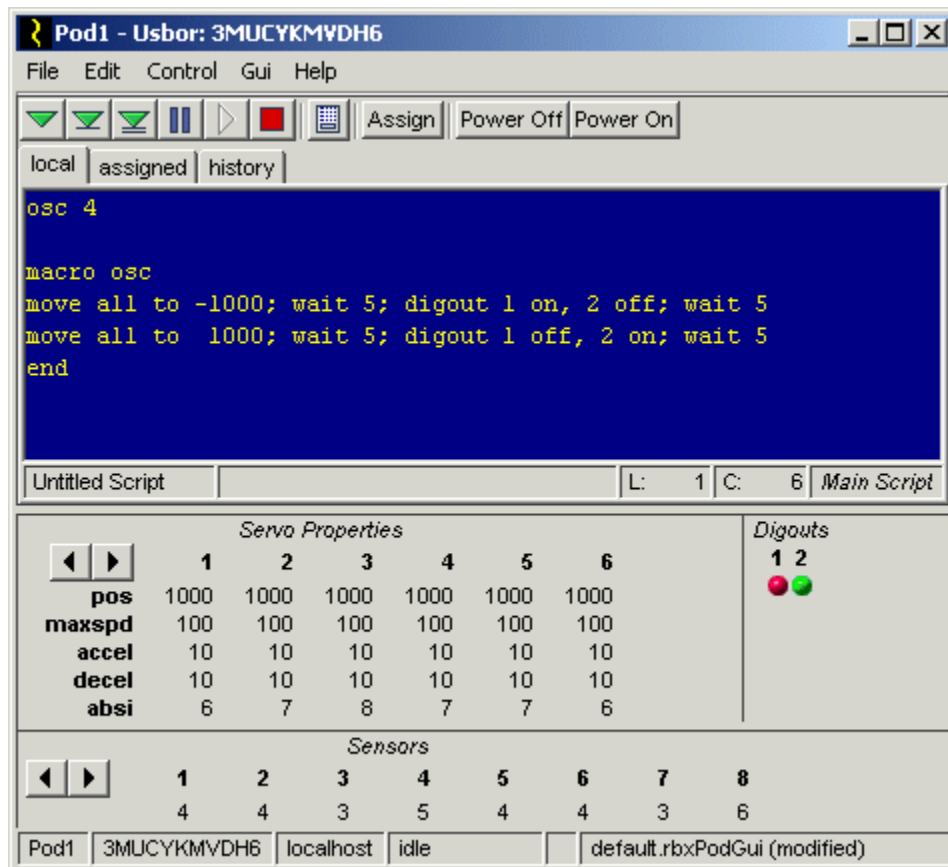 Pod1 - Usbor: 3MUCYKMVDH6
File Edit Control Gui Help
Assign Power Off Power On
local assigned history
osc 4
macro osc
move all to -1000; wait 5; digout 1 on, 2 off; wait 5
move all to  1000; wait 5; digout 1 off, 2 on; wait 5
end
Untitled Script L: 1 C: 6 Main Script
Servo Properties Digouts
1 2 3 4 5 6 1 2
pos 1000 1000 1000 1000 1000 1000
maxspd 100 100 100 100 100 100
accel 10 10 10 10 10 10
decel 10 10 10 10 10 10
absi 6 7 8 7 7 6
Sensors
1 2 3 4 5 6 7 8
4 4 3 5 4 4 3 6
Pod1 3MUCYKMVDH6 localhost idle default.rbxPodGui (modified)